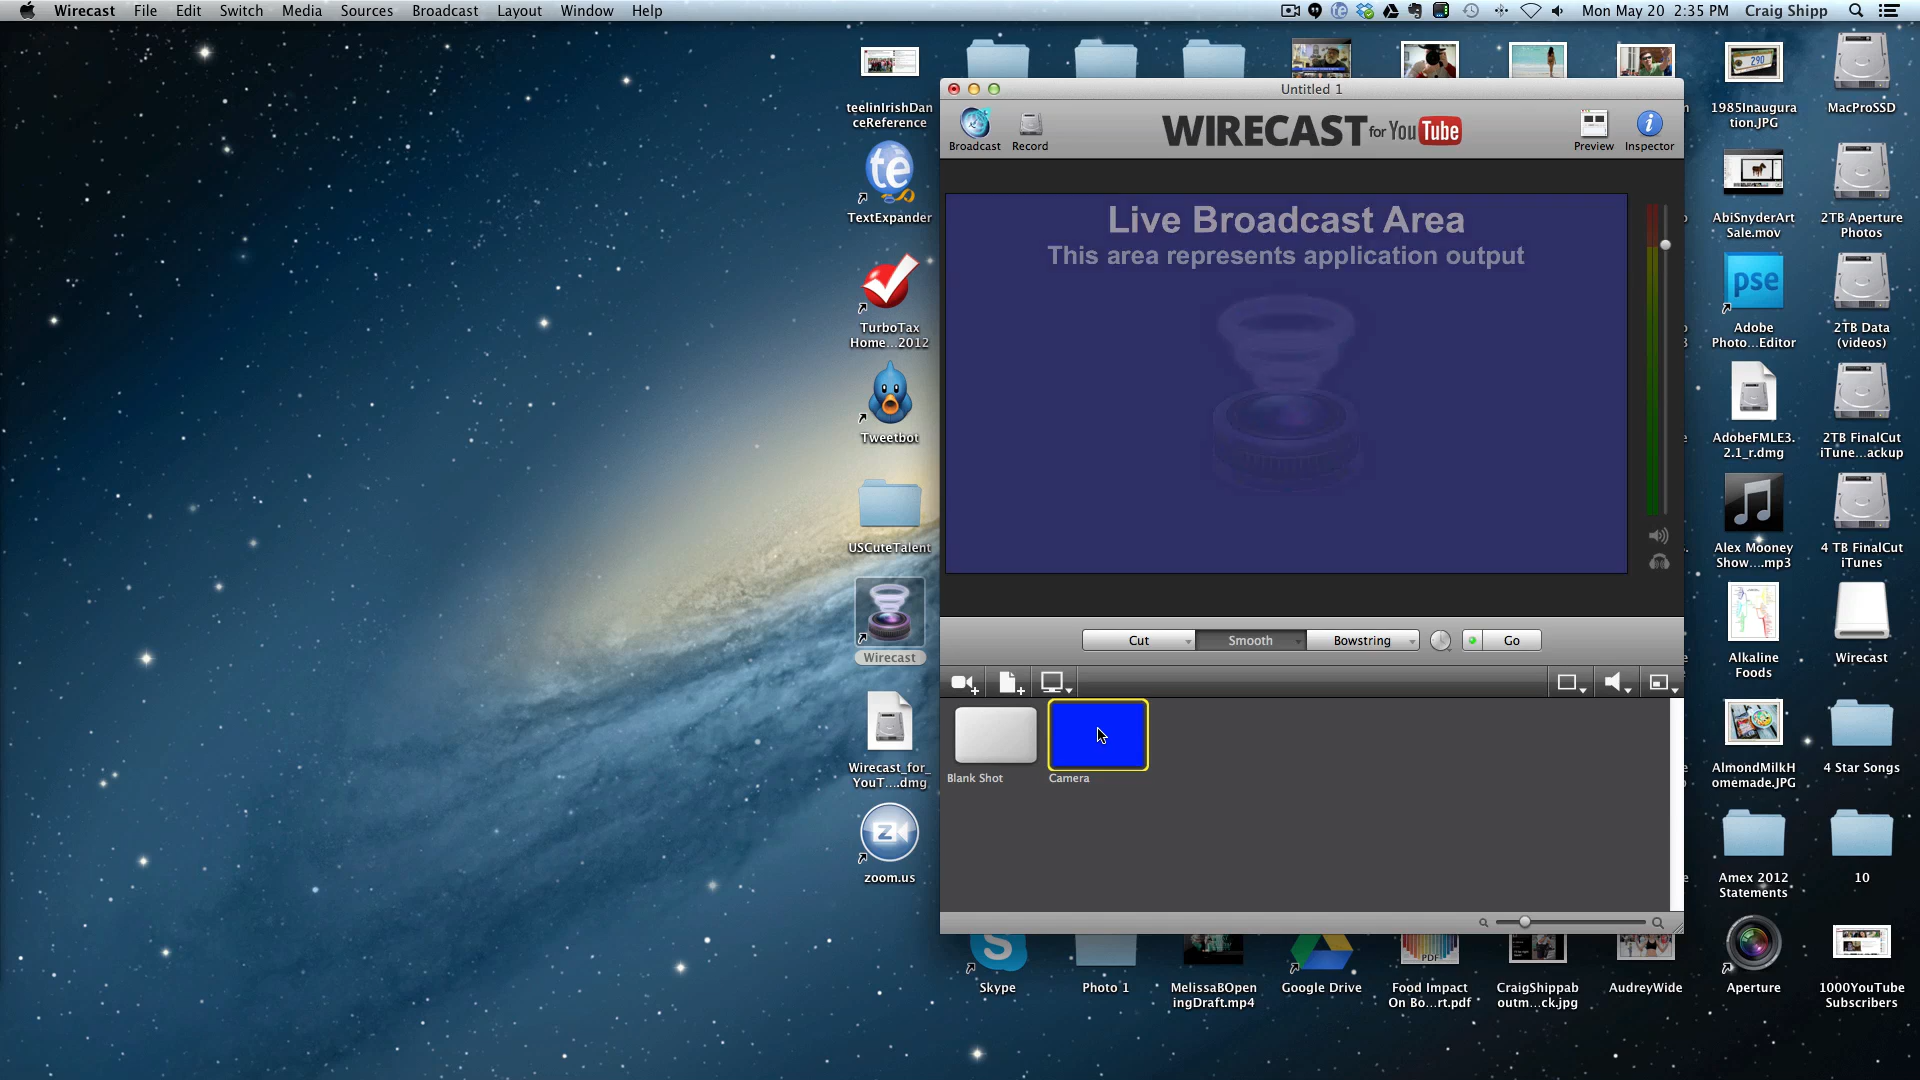 Wirecast File Edit Switch Media Sources Broadcast Layout Window Help
Mon May 20 2:35 PM Craig Shipp
Untitled 1
Broadcast Record
WIRECAST for YouTube
Preview Inspector
Live Broadcast Area
This area represents application output
Cut Smooth Bowstring Go
Blank Shot Camera
teelinIrishDan
ceReference
te
TextExpander
TurboTax
Home...2012
Tweetbot
USCuteTalent
Wirecast
Wirecast_for_
YouT....dmg
zoom.us
Skype
Photo 1
MelissaBOpen
ingDraft.mp4
Google Drive
PDF
Food Impact
On Bo...rt.pdf
CraigShippab
outm...ck.jpg
AudreyWide
290
1985Inaugura
tion.JPG
AbiSnyderArt
Sale.mov
pse
Adobe
Photo...Editor
AdobeFMLE3.
2.1_r.dmg
Alex Mooney
Show....mp3
Alkaline
Foods
AlmondMilkH
omemade.JPG
Amex 2012
Statements
Aperture
MacProSSD
2TB Aperture
Photos
2TB Data
(videos)
2TB FinalCut
iTune...ackup
4 TB FinalCut
iTunes
Wirecast
4 Star Songs
10
1000YouTube
Subscribers